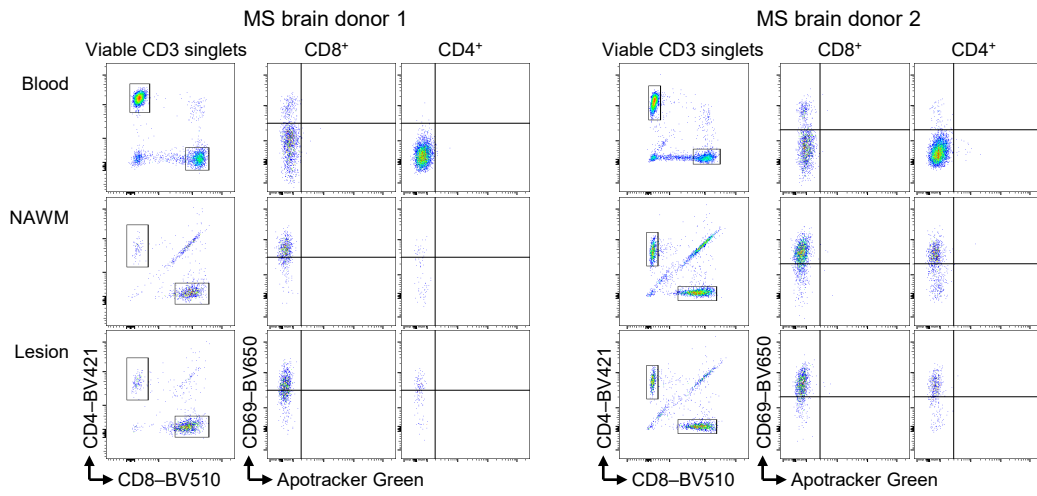 MS brain donor 1
MS brain donor 2
Viable CD3 singlets
CD8⁺
CD4⁺
Viable CD3 singlets
CD8⁺
CD4⁺
Blood
NAWM
Lesion
CD4–BV421
CD69–BV650
CD4–BV421
CD69–BV650
CD8–BV510
Apotracker Green
CD8–BV510
Apotracker Green